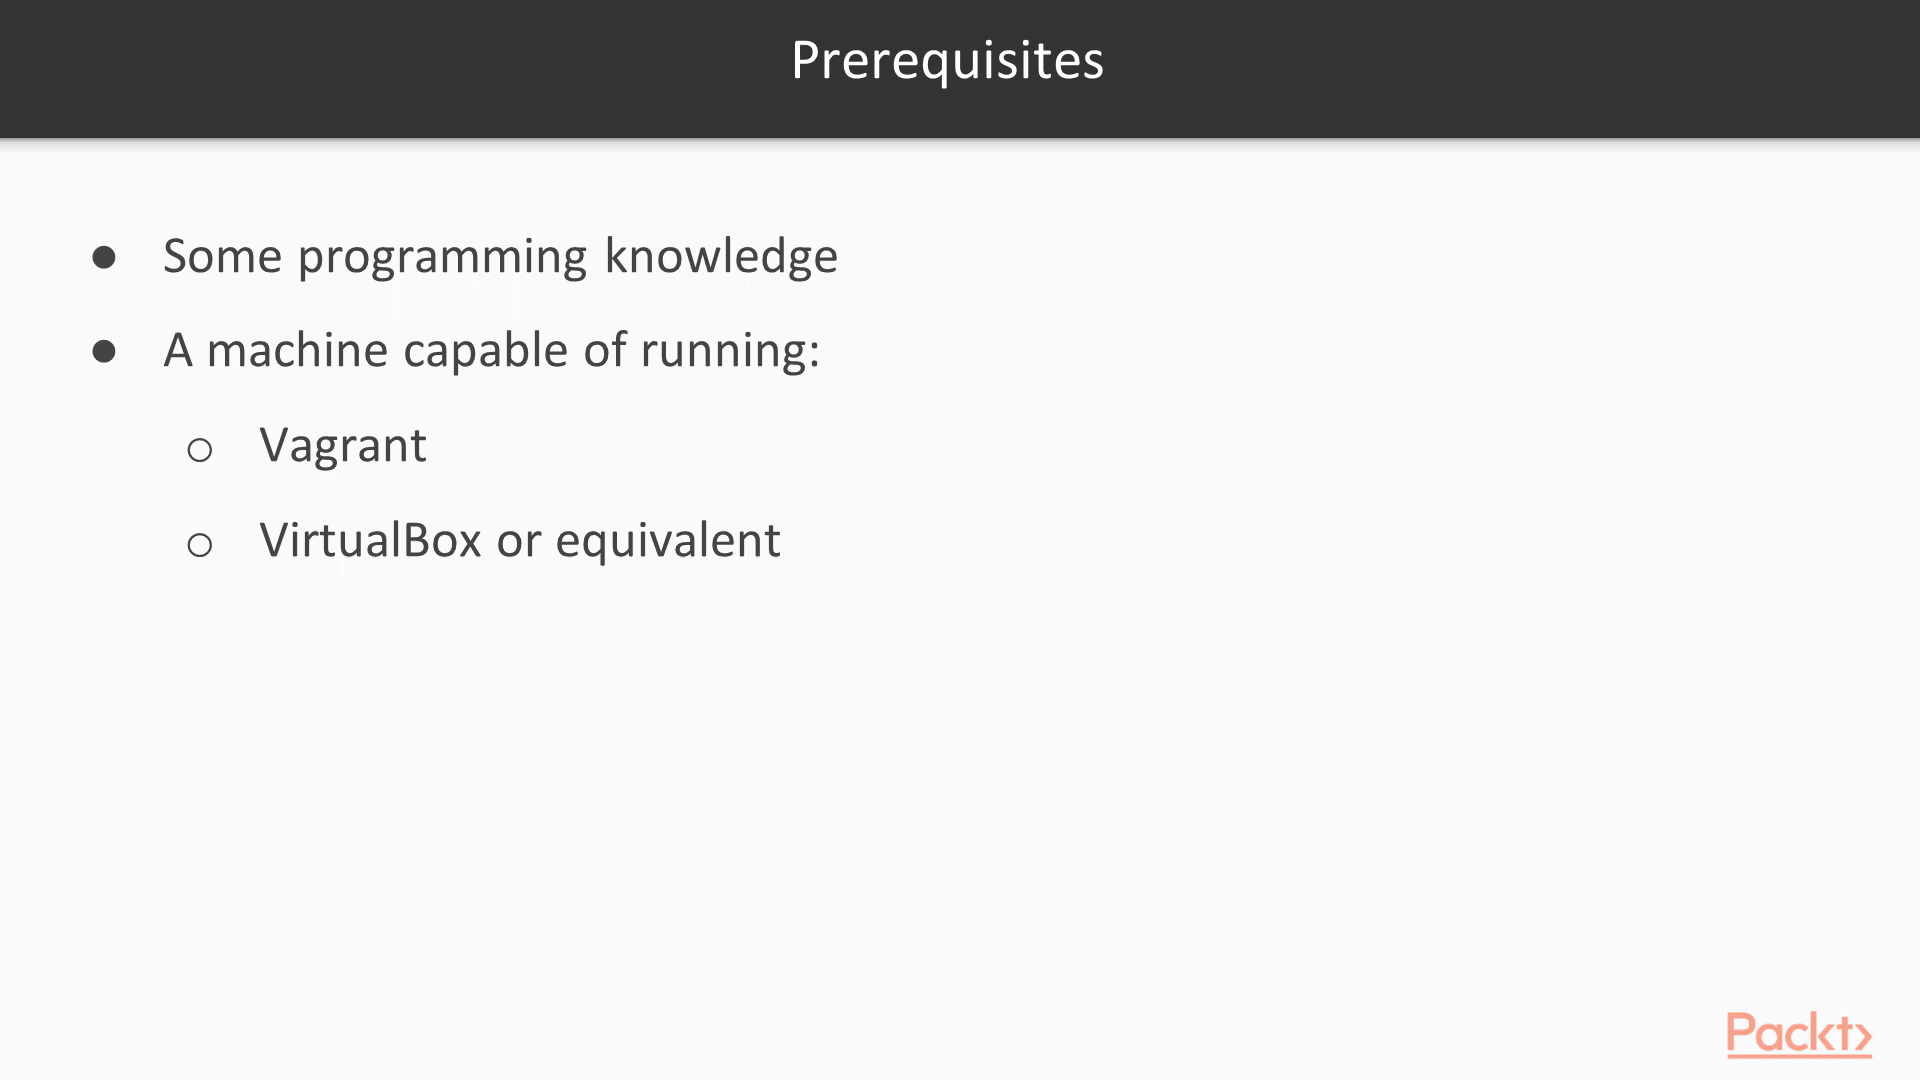 Prerequisites
● Some programming knowledge
● A machine capable of running:
○ Vagrant
○ VirtualBox or equivalent
Packt>